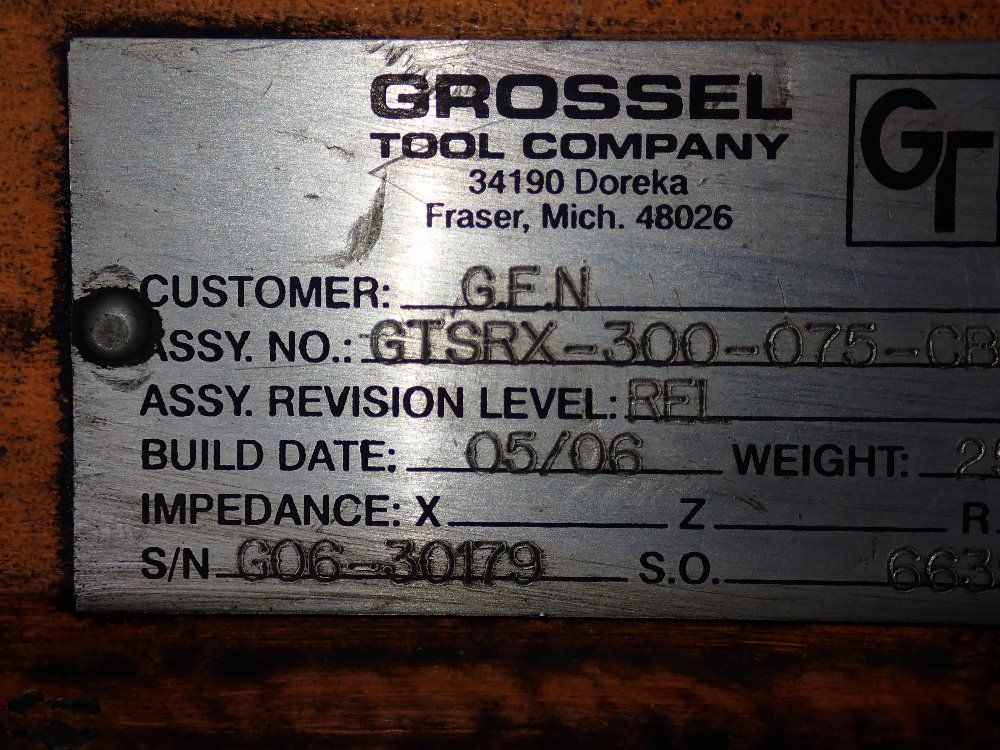 GROSSEL
TOOL COMPANY
34190 Doreka
Fraser, Mich. 48026
GT
CUSTOMER: G.E.N
ASSY. NO.: GTSRX-300-075-CB
ASSY. REVISION LEVEL: REL
BUILD DATE: 05/06 WEIGHT: 
IMPEDANCE: X Z R
S/N G06-30179 S.O. 663